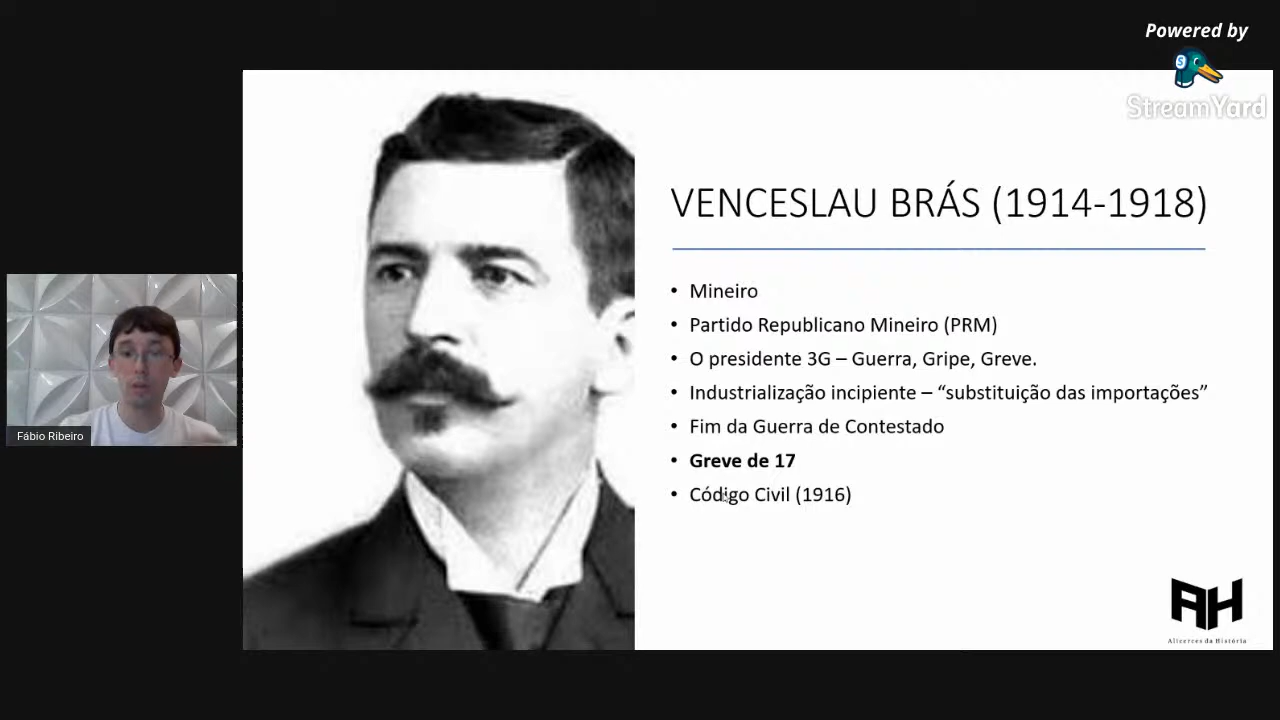 Powered by
StreamYard
VENCESLAU BRÁS (1914-1918)
• Mineiro
• Partido Republicano Mineiro (PRM)
• O presidente 3G – Guerra, Gripe, Greve.
• Industrialização incipiente – “substituição das importações”
• Fim da Guerra de Contestado
• Greve de 17
• Código Civil (1916)
Fábio Ribeiro
AH
Alicerces da História